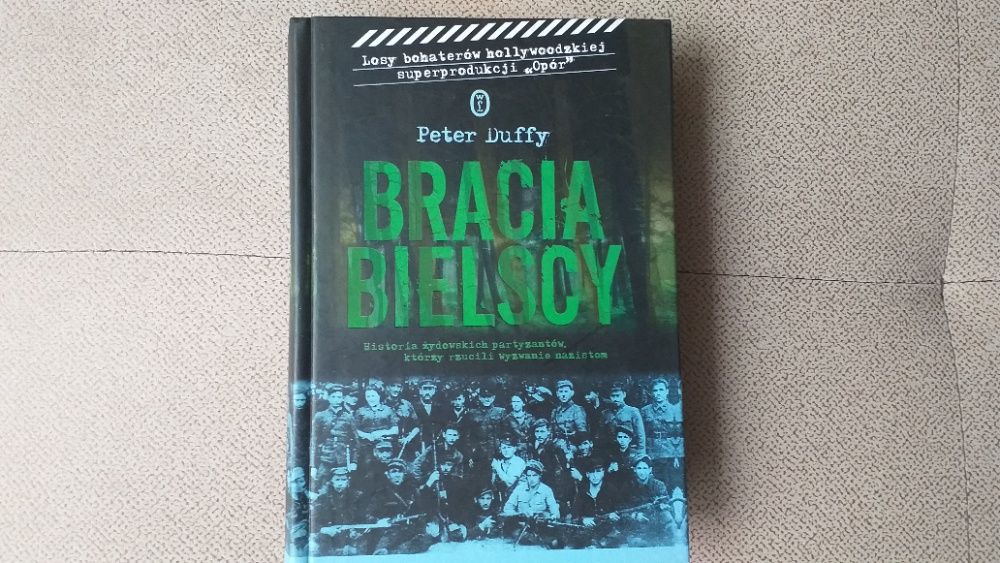 Losy bohaterów hollywoodzkiej
superprodukcji „Opór”
Peter Duffy
BRACIA
BIELSCY
Historia żydowskich partyzantów,
którzy rzucili wyzwanie nazistom